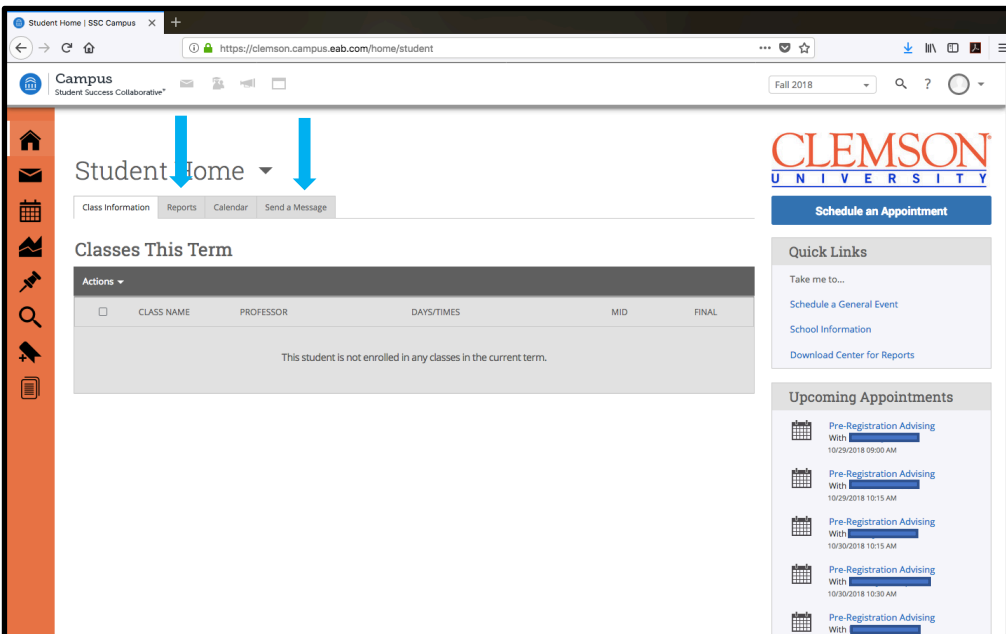 Student Home | SSC Campus
https://clemson.campus.eab.com/home/student
Campus
Student Success Collaborative™
Fall 2018
?
Student Home
Class Information Reports Calendar Send a Message
Classes This Term
Actions
CLASS NAME PROFESSOR DAYS/TIMES MID FINAL
This student is not enrolled in any classes in the current term.
CLEMSON®
UNIVERSITY
Schedule an Appointment
Quick Links
Take me to...
Schedule a General Event
School Information
Download Center for Reports
Upcoming Appointments
Pre-Registration Advising
With
10/29/2018 09:00 AM
Pre-Registration Advising
With
10/29/2018 10:15 AM
Pre-Registration Advising
With
10/30/2018 10:15 AM
Pre-Registration Advising
With
10/30/2018 10:30 AM
Pre-Registration Advising
With